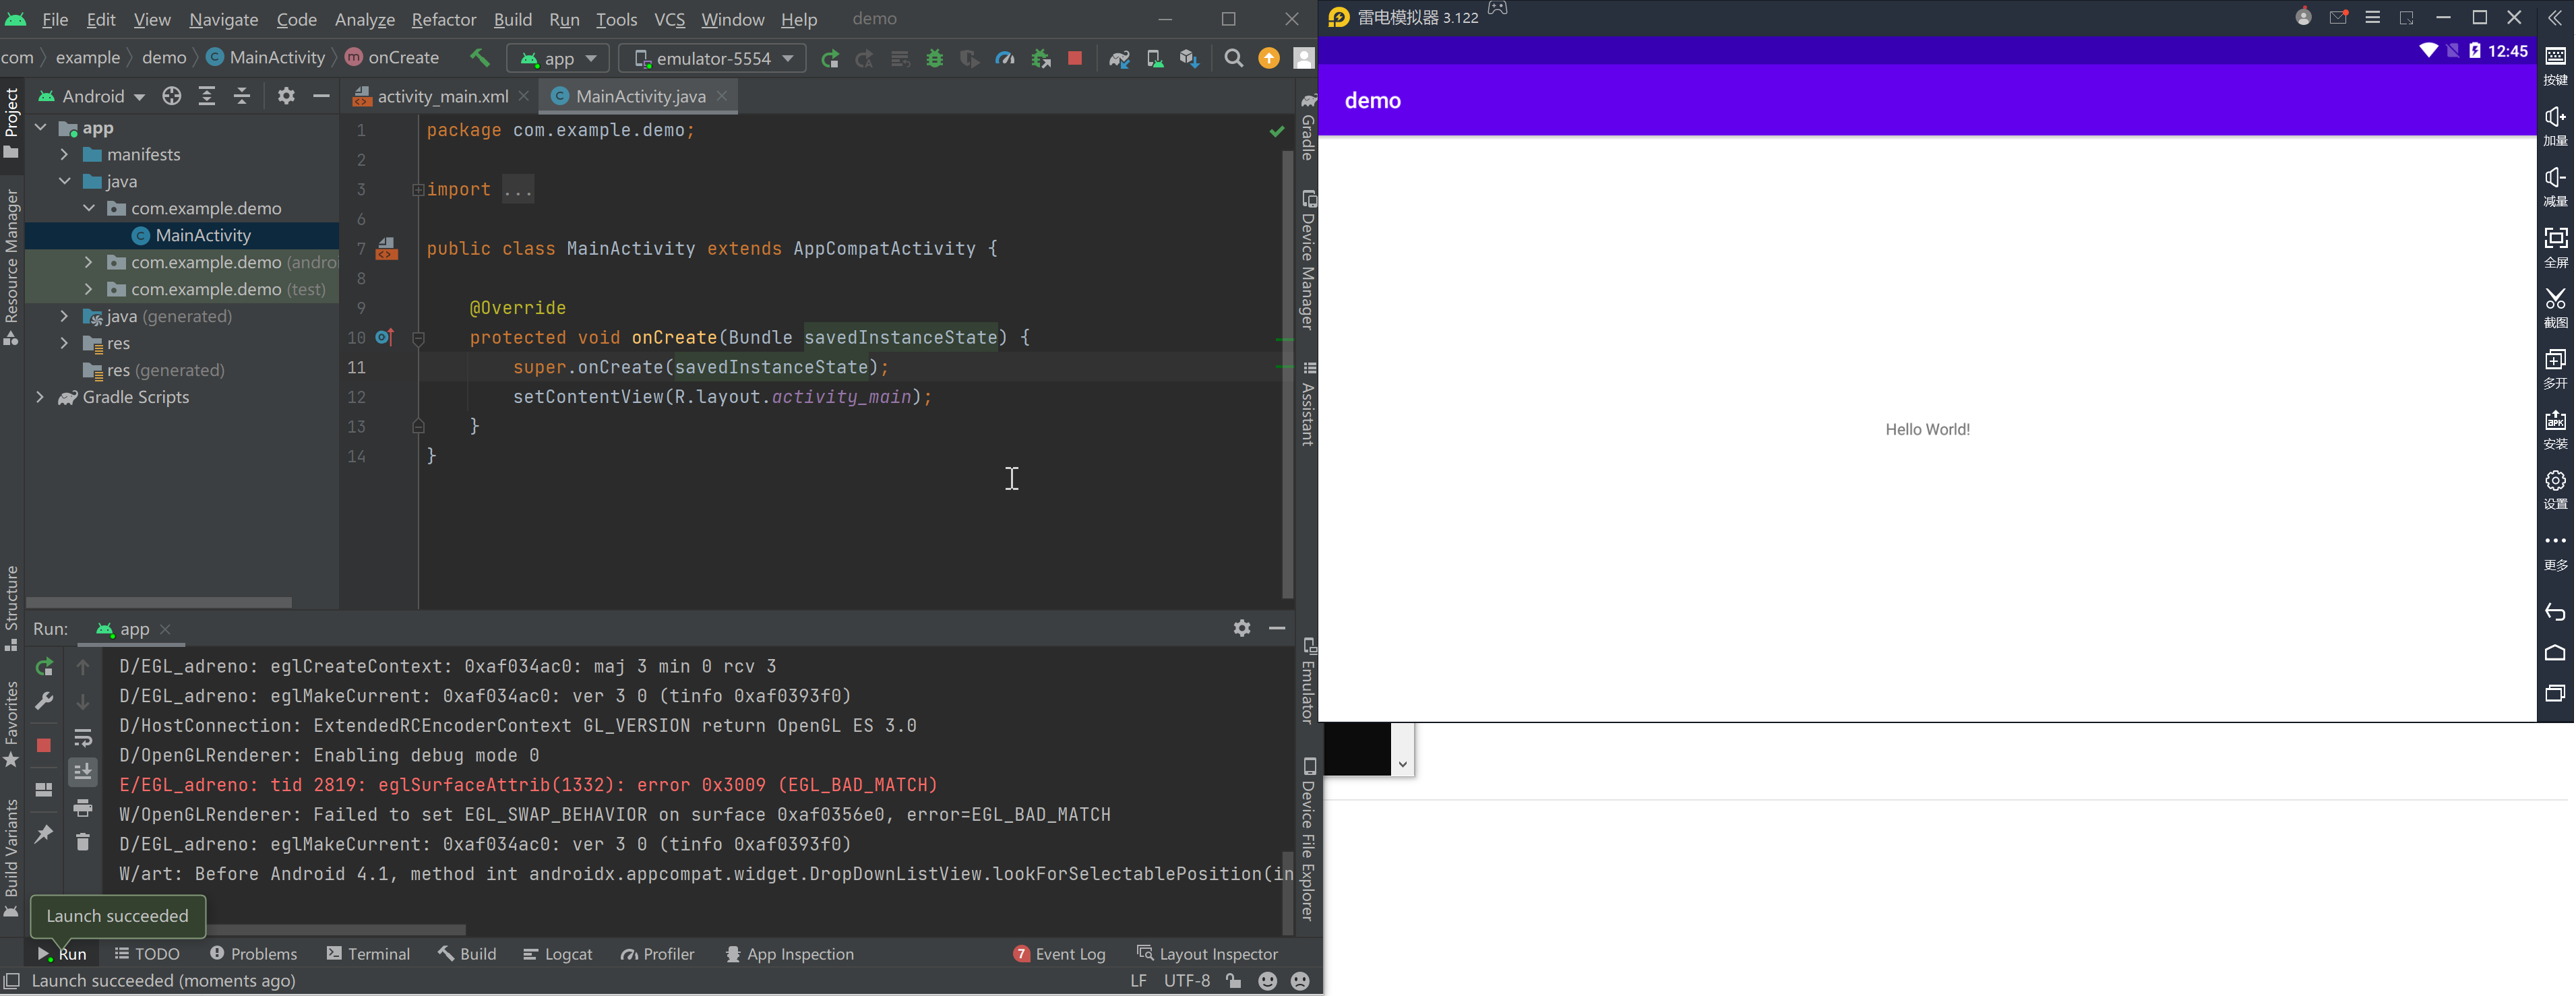 File Edit View Navigate Code Analyze Refactor Build Run Tools VCS Window Help demo
com example demo MainActivity onCreate app emulator-5554
Project
Android
activity_main.xml
MainActivity.java
app
manifests
java
com.example.demo
MainActivity
com.example.demo (androi
com.example.demo (test)
java (generated)
res
res (generated)
Gradle Scripts
Resource Manager
Structure
Favorites
Build Variants
1 package com.example.demo;
2
3 import ...
6
7 public class MainActivity extends AppCompatActivity {
8
9 @Override
10 protected void onCreate(Bundle savedInstanceState) {
11 super.onCreate(savedInstanceState);
12 setContentView(R.layout.activity_main);
13 }
14 }
Gradle
Device Manager
Assistant
Emulator
Device File Explorer
Run: app
D/EGL_adreno: eglCreateContext: 0xaf034ac0: maj 3 min 0 rcv 3
D/EGL_adreno: eglMakeCurrent: 0xaf034ac0: ver 3 0 (tinfo 0xaf0393f0)
D/HostConnection: ExtendedRCEncoderContext GL_VERSION return OpenGL ES 3.0
D/OpenGLRenderer: Enabling debug mode 0
E/EGL_adreno: tid 2819: eglSurfaceAttrib(1332): error 0x3009 (EGL_BAD_MATCH)
W/OpenGLRenderer: Failed to set EGL_SWAP_BEHAVIOR on surface 0xaf0356e0, error=EGL_BAD_MATCH
D/EGL_adreno: eglMakeCurrent: 0xaf034ac0: ver 3 0 (tinfo 0xaf0393f0)
W/art: Before Android 4.1, method int androidx.appcompat.widget.DropDownListView.lookForSelectablePosition(in
Launch succeeded
Run TODO Problems Terminal Build Logcat Profiler App Inspection 7 Event Log Layout Inspector
Launch succeeded (moments ago) LF UTF-8
雷电模拟器 3.122
12:45
demo
Hello World!
按键
加量
减量
全屏
截图
多开
APK
安装
设置
更多